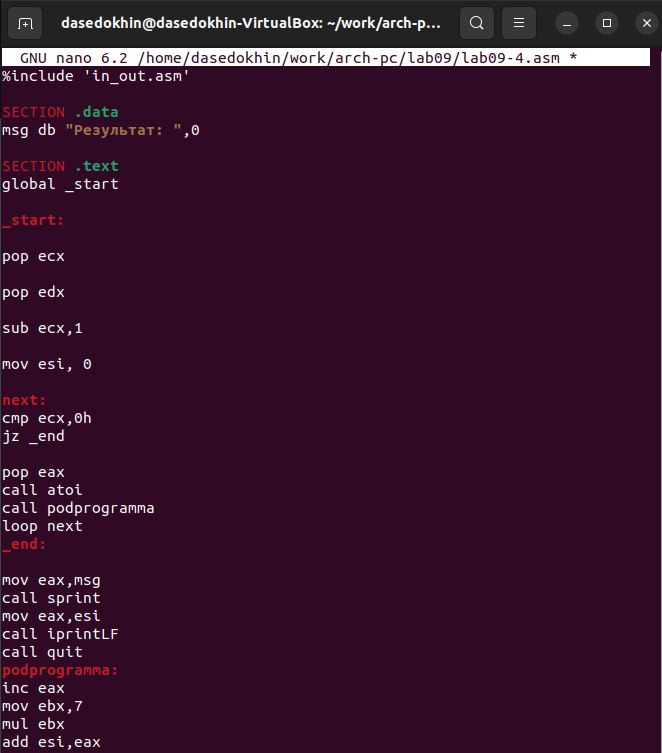 dasedokhin@dasedokhin-VirtualBox: ~/work/arch-p...
GNU nano 6.2 /home/dasedokhin/work/arch-pc/lab09/lab09-4.asm *
%include 'in_out.asm'
SECTION .data
msg db "Результат: ",0
SECTION .text
global _start
_start:
pop ecx
pop edx
sub ecx,1
mov esi, 0
next:
cmp ecx,0h
jz _end
pop eax
call atoi
call podprogramma
loop next
_end:
mov eax,msg
call sprint
mov eax,esi
call iprintLF
call quit
podprogramma:
inc eax
mov ebx,7
mul ebx
add esi,eax